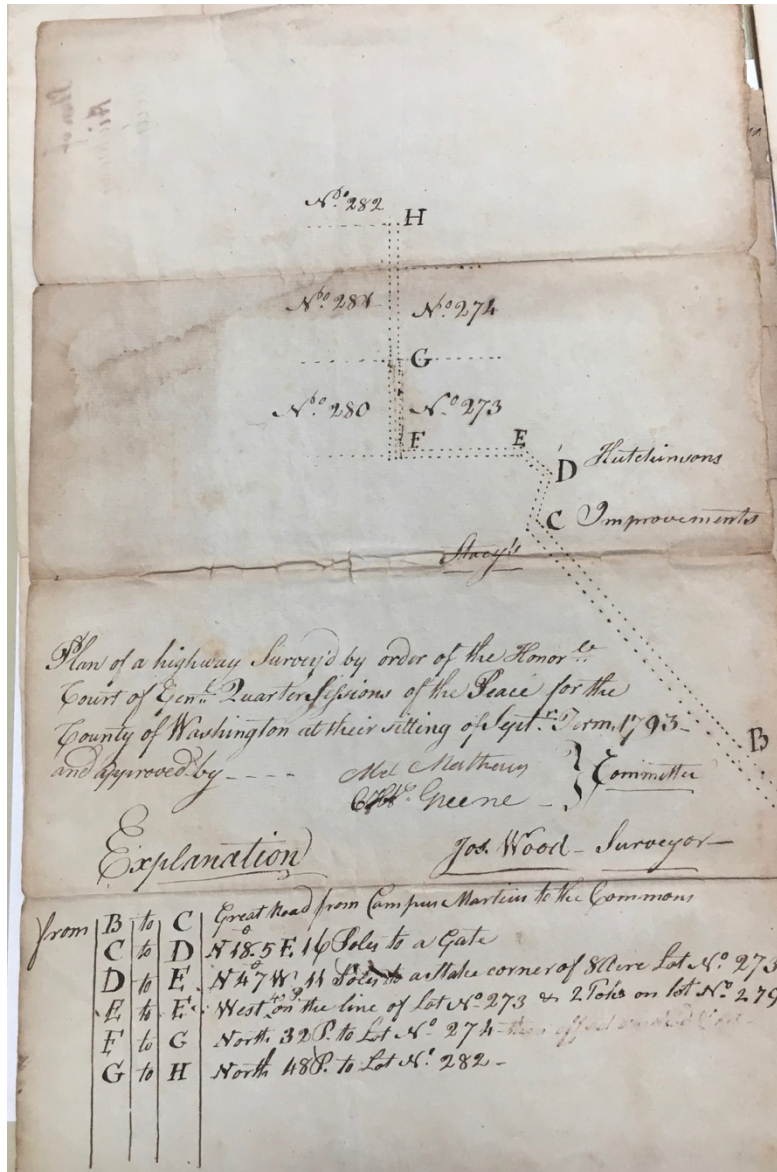 No. 282 H
No. 281 No. 274
G
No. 280 No. 273
F E
D Hutchinsons
C Improvements
Stacy's
Plan of a highway Survey'd by order of the Honor.ble
Court of Gen.l Quarter Sessions of the Peace for the
County of Washington at their sitting of Sept.r Term, 1793-
B
and approved by - - - - Mathews } Committee
Greene -
Explanation Jos. Wood - Surveyor -
from B to C Great Road from Campus Martius to the Commons
C to D N 18.5 E. 16 Poles to a Gate
D to E N 47 W. 11 Poles to a Stake corner of 8 Acre Lot No. 273
E to F West on the line of Lot No. 273 & 2 on lot No. 279
F to G North 32 P. to Lot No. 274
G to H North 48 P. to Lot No. 282 -